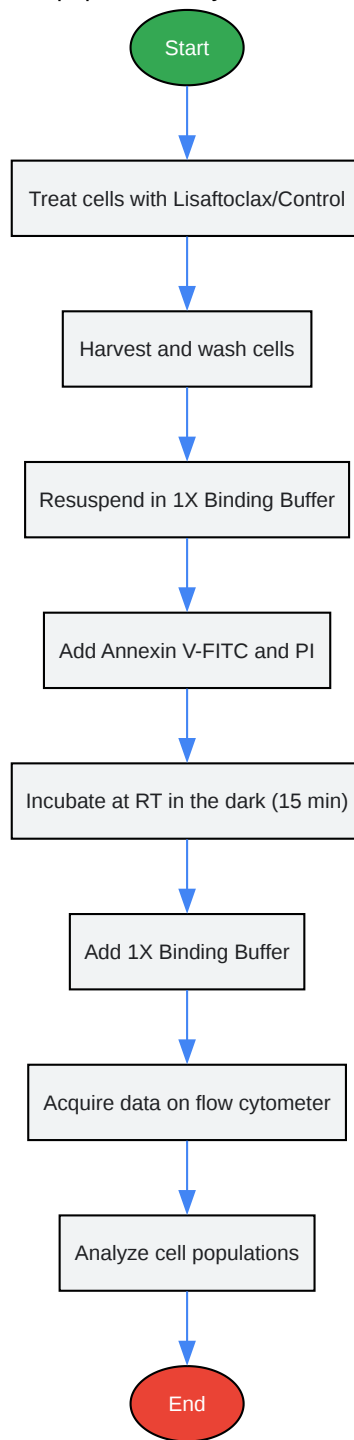 Start
Treat cells with Lisaftoclax/Control
Harvest and wash cells
Resuspend in 1X Binding Buffer
Add Annexin V-FITC and PI
Incubate at RT in the dark (15 min)
Add 1X Binding Buffer
Acquire data on flow cytometer
Analyze cell populations
End